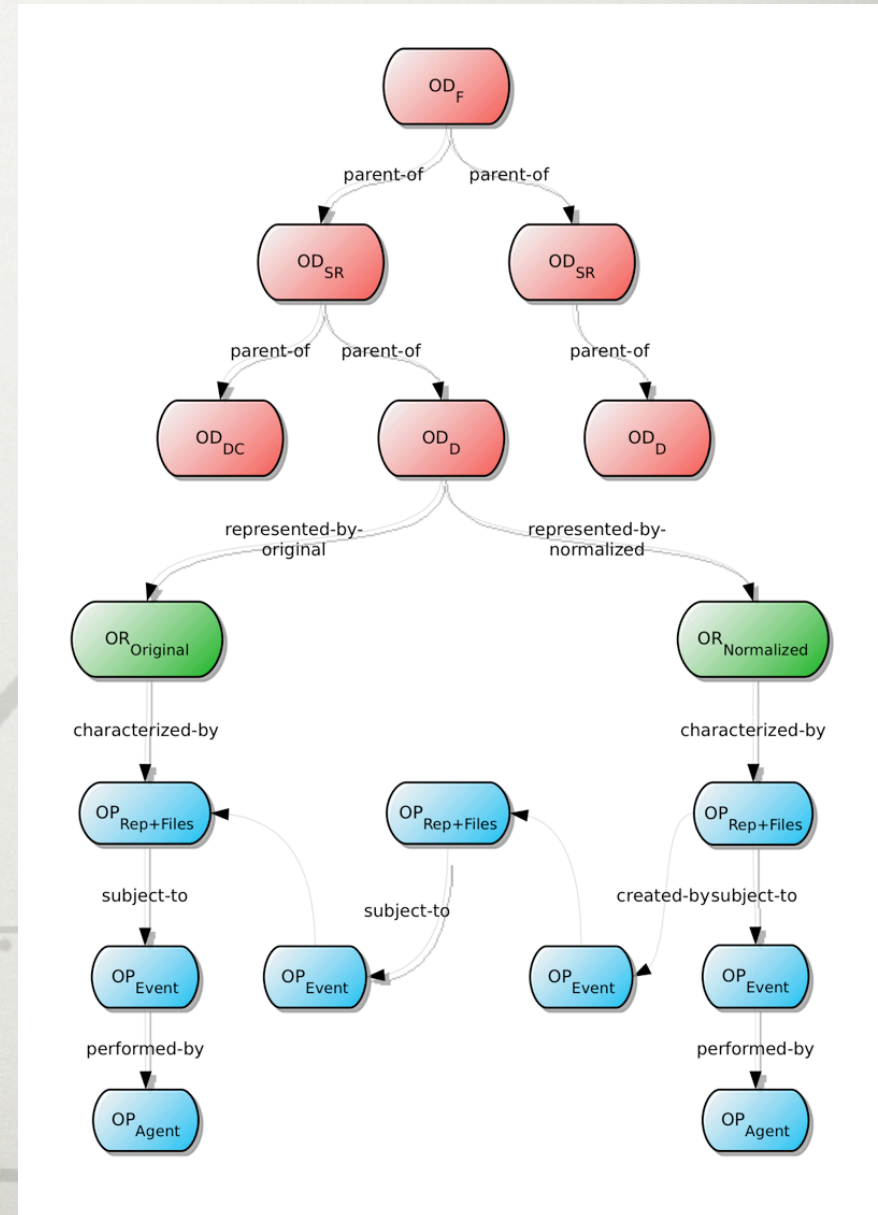 OD_F
parent-of parent-of
OD_SR OD_SR
parent-of parent-of parent-of
OD_DC OD_D OD_D
represented-by- represented-by-
original normalized
OR_Original OR_Normalized
characterized-by characterized-by
OP_Rep+Files OP_Rep+Files OP_Rep+Files
subject-to subject-to created-by subject-to
OP_Event OP_Event OP_Event OP_Event
performed-by performed-by
OP_Agent OP_Agent